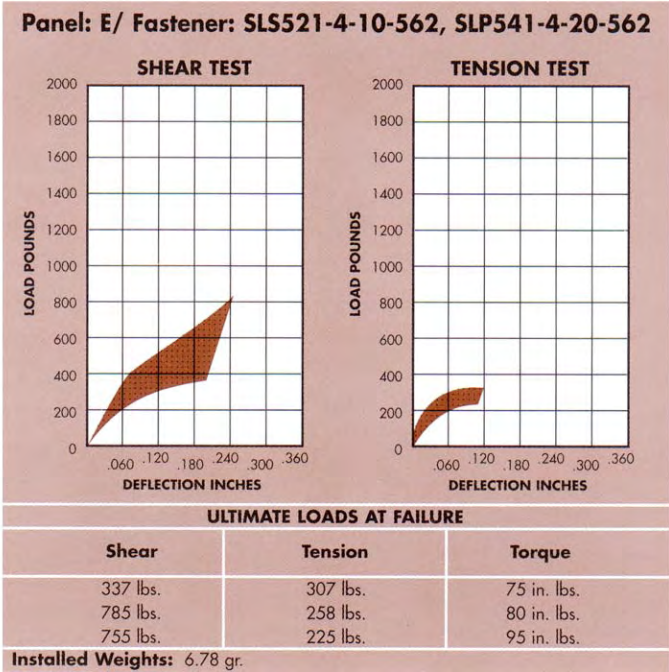 Panel: E/ Fastener: SLS521-4-10-562, SLP541-4-20-562
SHEAR TEST
2000
1800
1600
1400
1200
1000
800
600
400
200
0
LOAD POUNDS
.060 .120 .180 .240 .300 .360
DEFLECTION INCHES
TENSION TEST
2000
1800
1600
1400
1200
1000
800
600
400
200
0
LOAD POUNDS
.060 .120 .180 .240 .300 .360
DEFLECTION INCHES
ULTIMATE LOADS AT FAILURE
Shear Tension Torque
337 lbs. 307 lbs. 75 in. lbs.
785 lbs. 258 lbs. 80 in. lbs.
755 lbs. 225 lbs. 95 in. lbs.
Installed Weights: 6.78 gr.